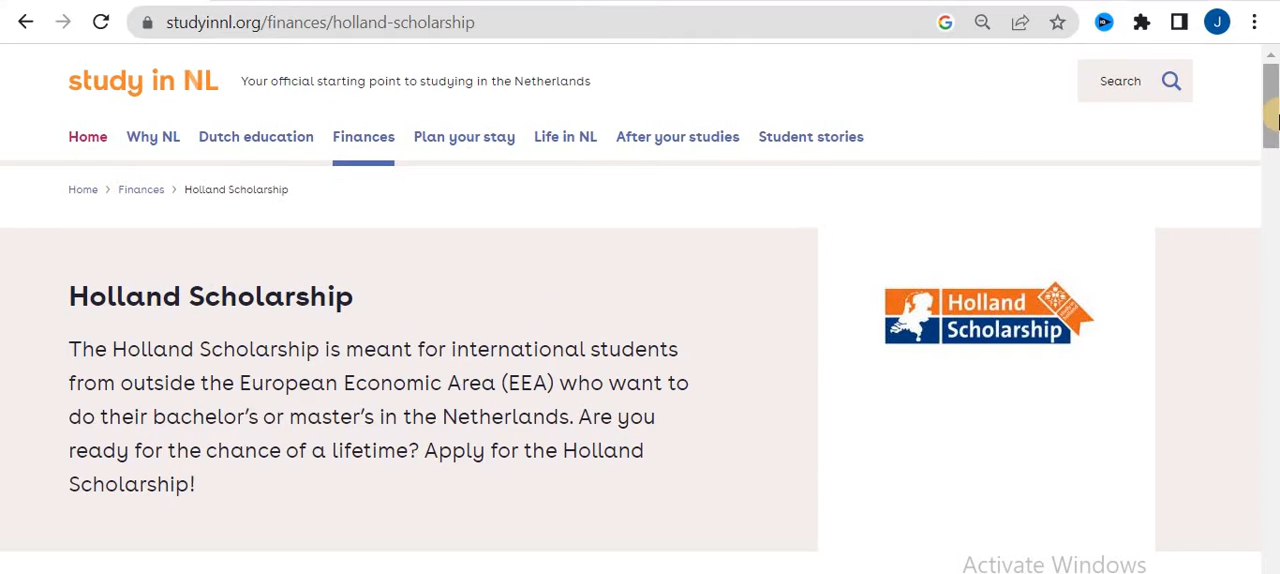 studyinnl.org/finances/holland-scholarship
G
J
study in NL
Your official starting point to studying in the Netherlands
Search
Home Why NL Dutch education Finances Plan your stay Life in NL After your studies Student stories
Home > Finances > Holland Scholarship
Holland Scholarship
The Holland Scholarship is meant for international students
from outside the European Economic Area (EEA) who want to
do their bachelor's or master's in the Netherlands. Are you
ready for the chance of a lifetime? Apply for the Holland
Scholarship!
Holland
Scholarship
Activate Windows